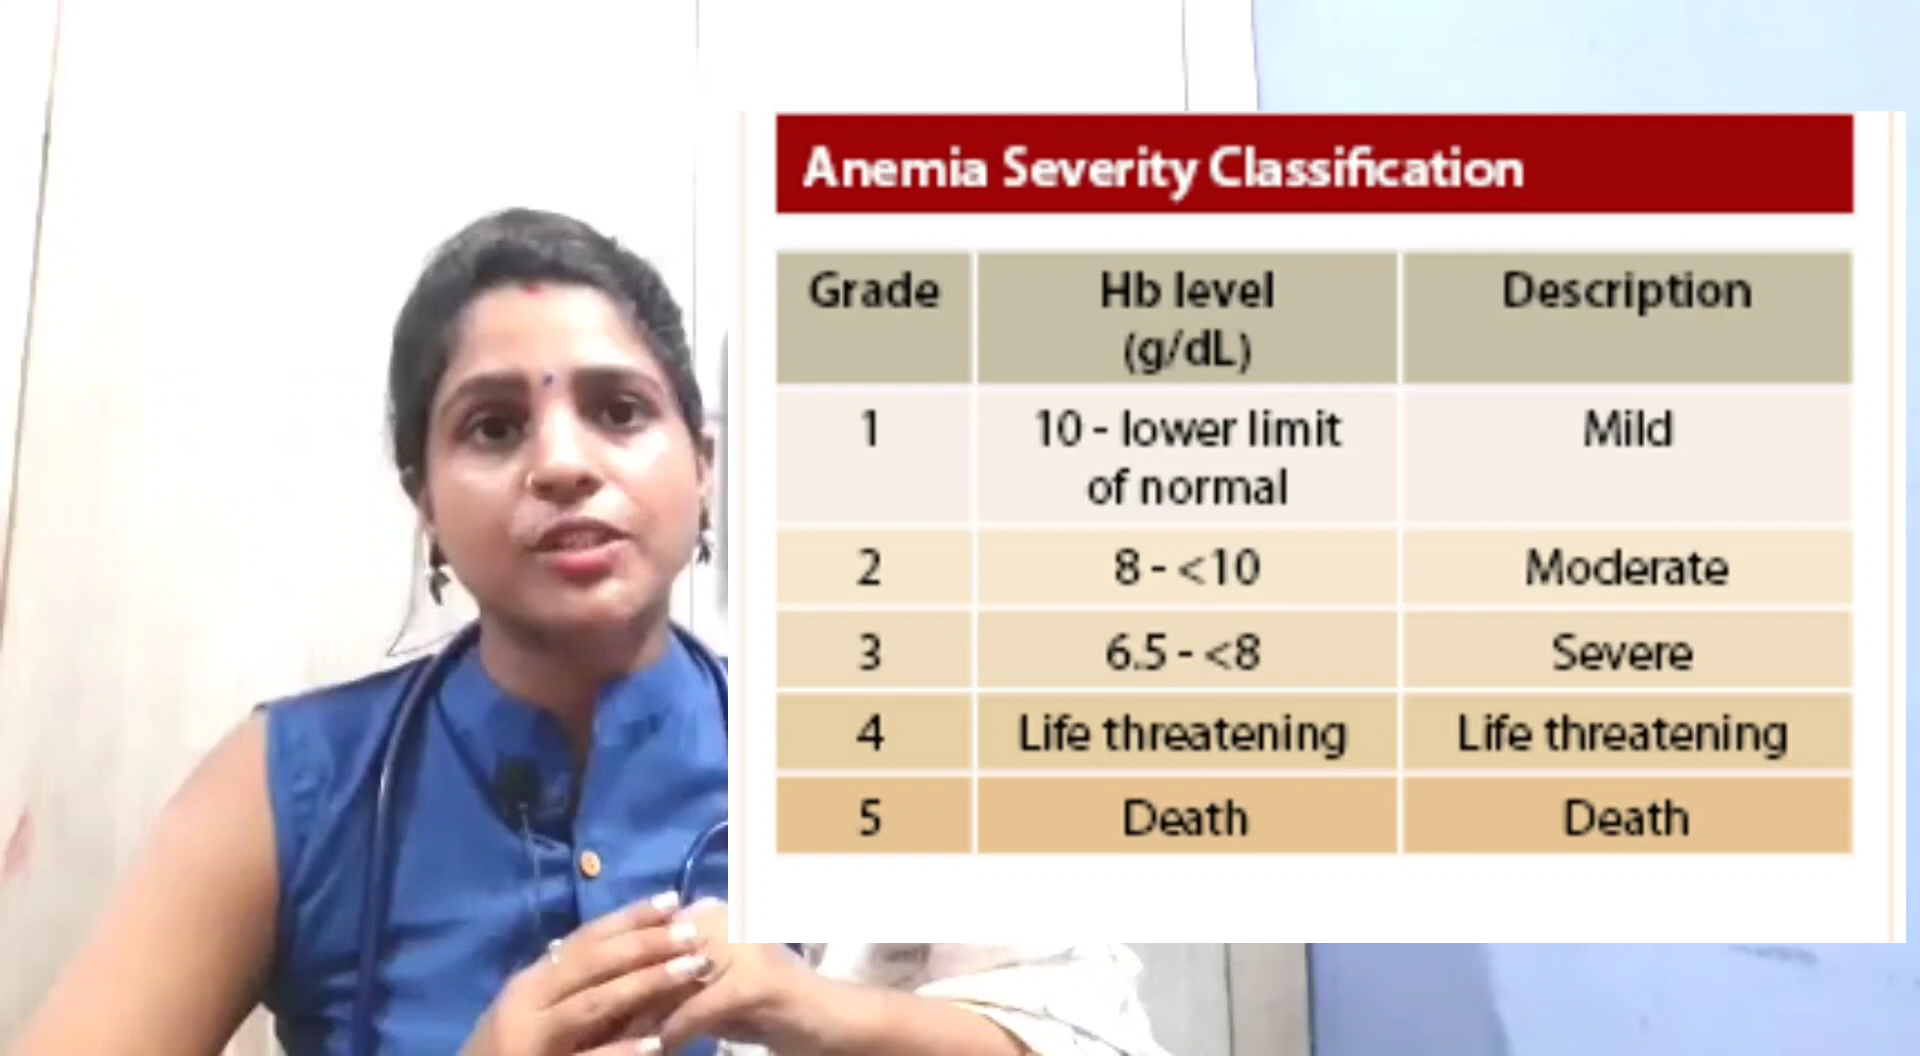 Anemia Severity Classification
Grade Hb level Description
(g/dL)
1 10 - lower limit Mild
of normal
2 8 - <10 Moderate
3 6.5 - <8 Severe
4 Life threatening Life threatening
5 Death Death